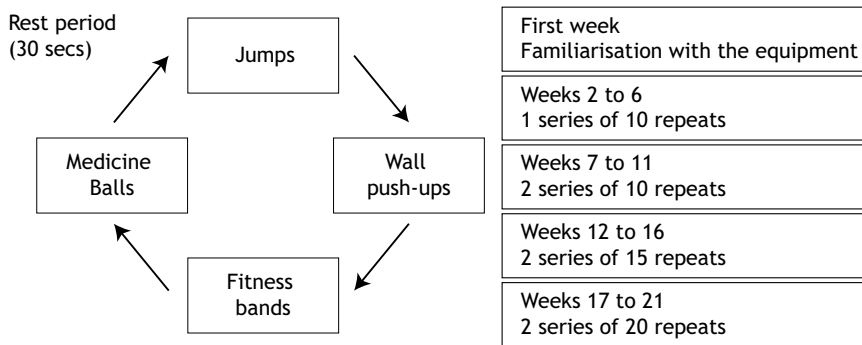 Rest period
(30 secs)
Jumps
Wall
push-ups
Fitness
bands
Medicine
Balls
First week
Familiarisation with the equipment
Weeks 2 to 6
1 series of 10 repeats
Weeks 7 to 11
2 series of 10 repeats
Weeks 12 to 16
2 series of 15 repeats
Weeks 17 to 21
2 series of 20 repeats